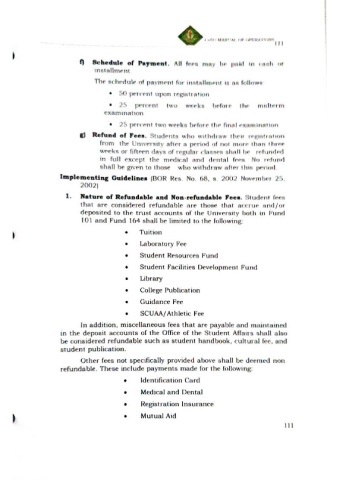 MANUAL OF OPERATIONS
111
f) Schedule of Payment. All fees may be paid in cash or
installment
The schedule of payment for installment is as follows:
• 50 percent upon registration
• 25 percent two weeks before the midterm
examination
• 25 percent two weeks before the final examination
g) Refund of Fees. Students who withdraw their registration
from the University after a period of not more than three
weeks or fifteen days of regular classes shall be refunded
in full except the medical and dental fees. No refund
shall be given to those who withdraw after this period.
Implementing Guidelines (BOR Res. No. 68, s. 2002 November 25,
2002)
1. Nature of Refundable and Non-refundable Fees. Student fees
that are considered refundable are those that accrue and/or
deposited to the trust accounts of the University both in Fund
101 and Fund 164 shall be limited to the following:
• Tuition
• Laboratory Fee
• Student Resources Fund
• Student Facilities Development Fund
• Library
• College Publication
• Guidance Fee
• SCUAA/Athletic Fee
In addition, miscellaneous fees that are payable and maintained
in the deposit accounts of the Office of the Student Affairs shall also
be considered refundable such as student handbook, cultural fee, and
student publication.
Other fees not specifically provided above shall be deemed non
refundable. These include payments made for the following:
• Identification Card
• Medical and Dental
• Registration Insurance
• Mutual Aid
111